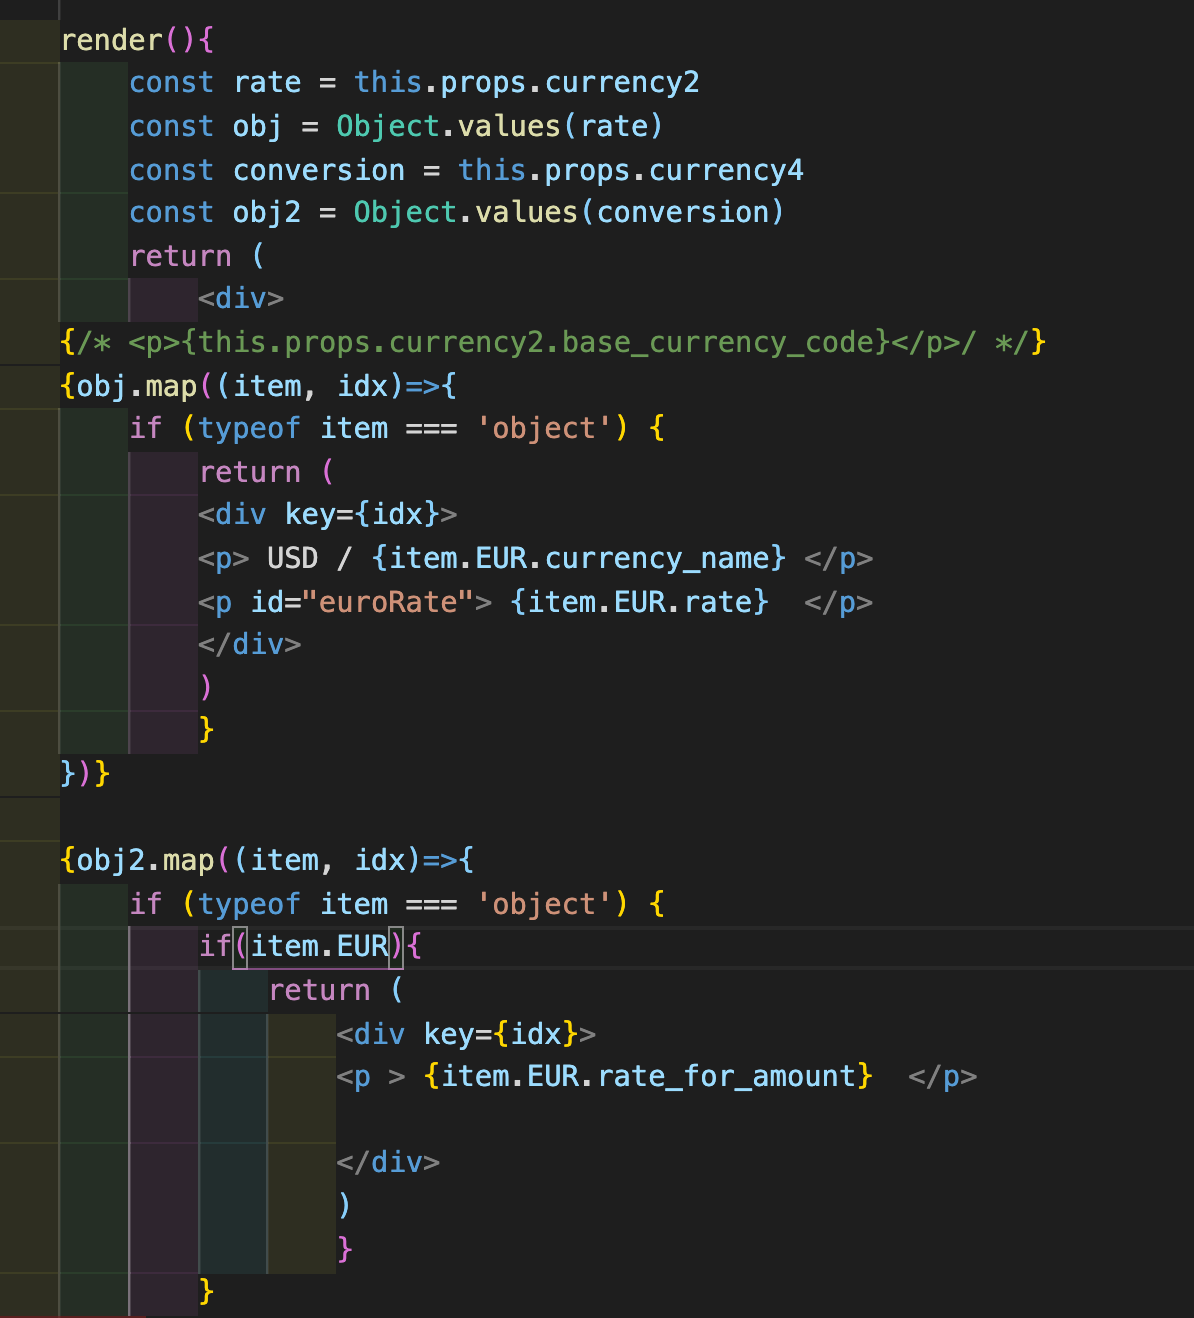 render(){
const rate = this.props.currency2
const obj = Object.values(rate)
const conversion = this.props.currency4
const obj2 = Object.values(conversion)
return (
<div>
{/* <p>{this.props.currency2.base_currency_code}</p>/ */}
{obj.map((item, idx)=>{
if (typeof item === 'object') {
return (
<div key={idx}>
<p> USD / {item.EUR.currency_name} </p>
<p id="euroRate"> {item.EUR.rate}  </p>
</div>
)
}
})}
{obj2.map((item, idx)=>{
if (typeof item === 'object') {
if(item.EUR){
return (
<div key={idx}>
<p > {item.EUR.rate_for_amount}  </p>
</div>
)
}
}